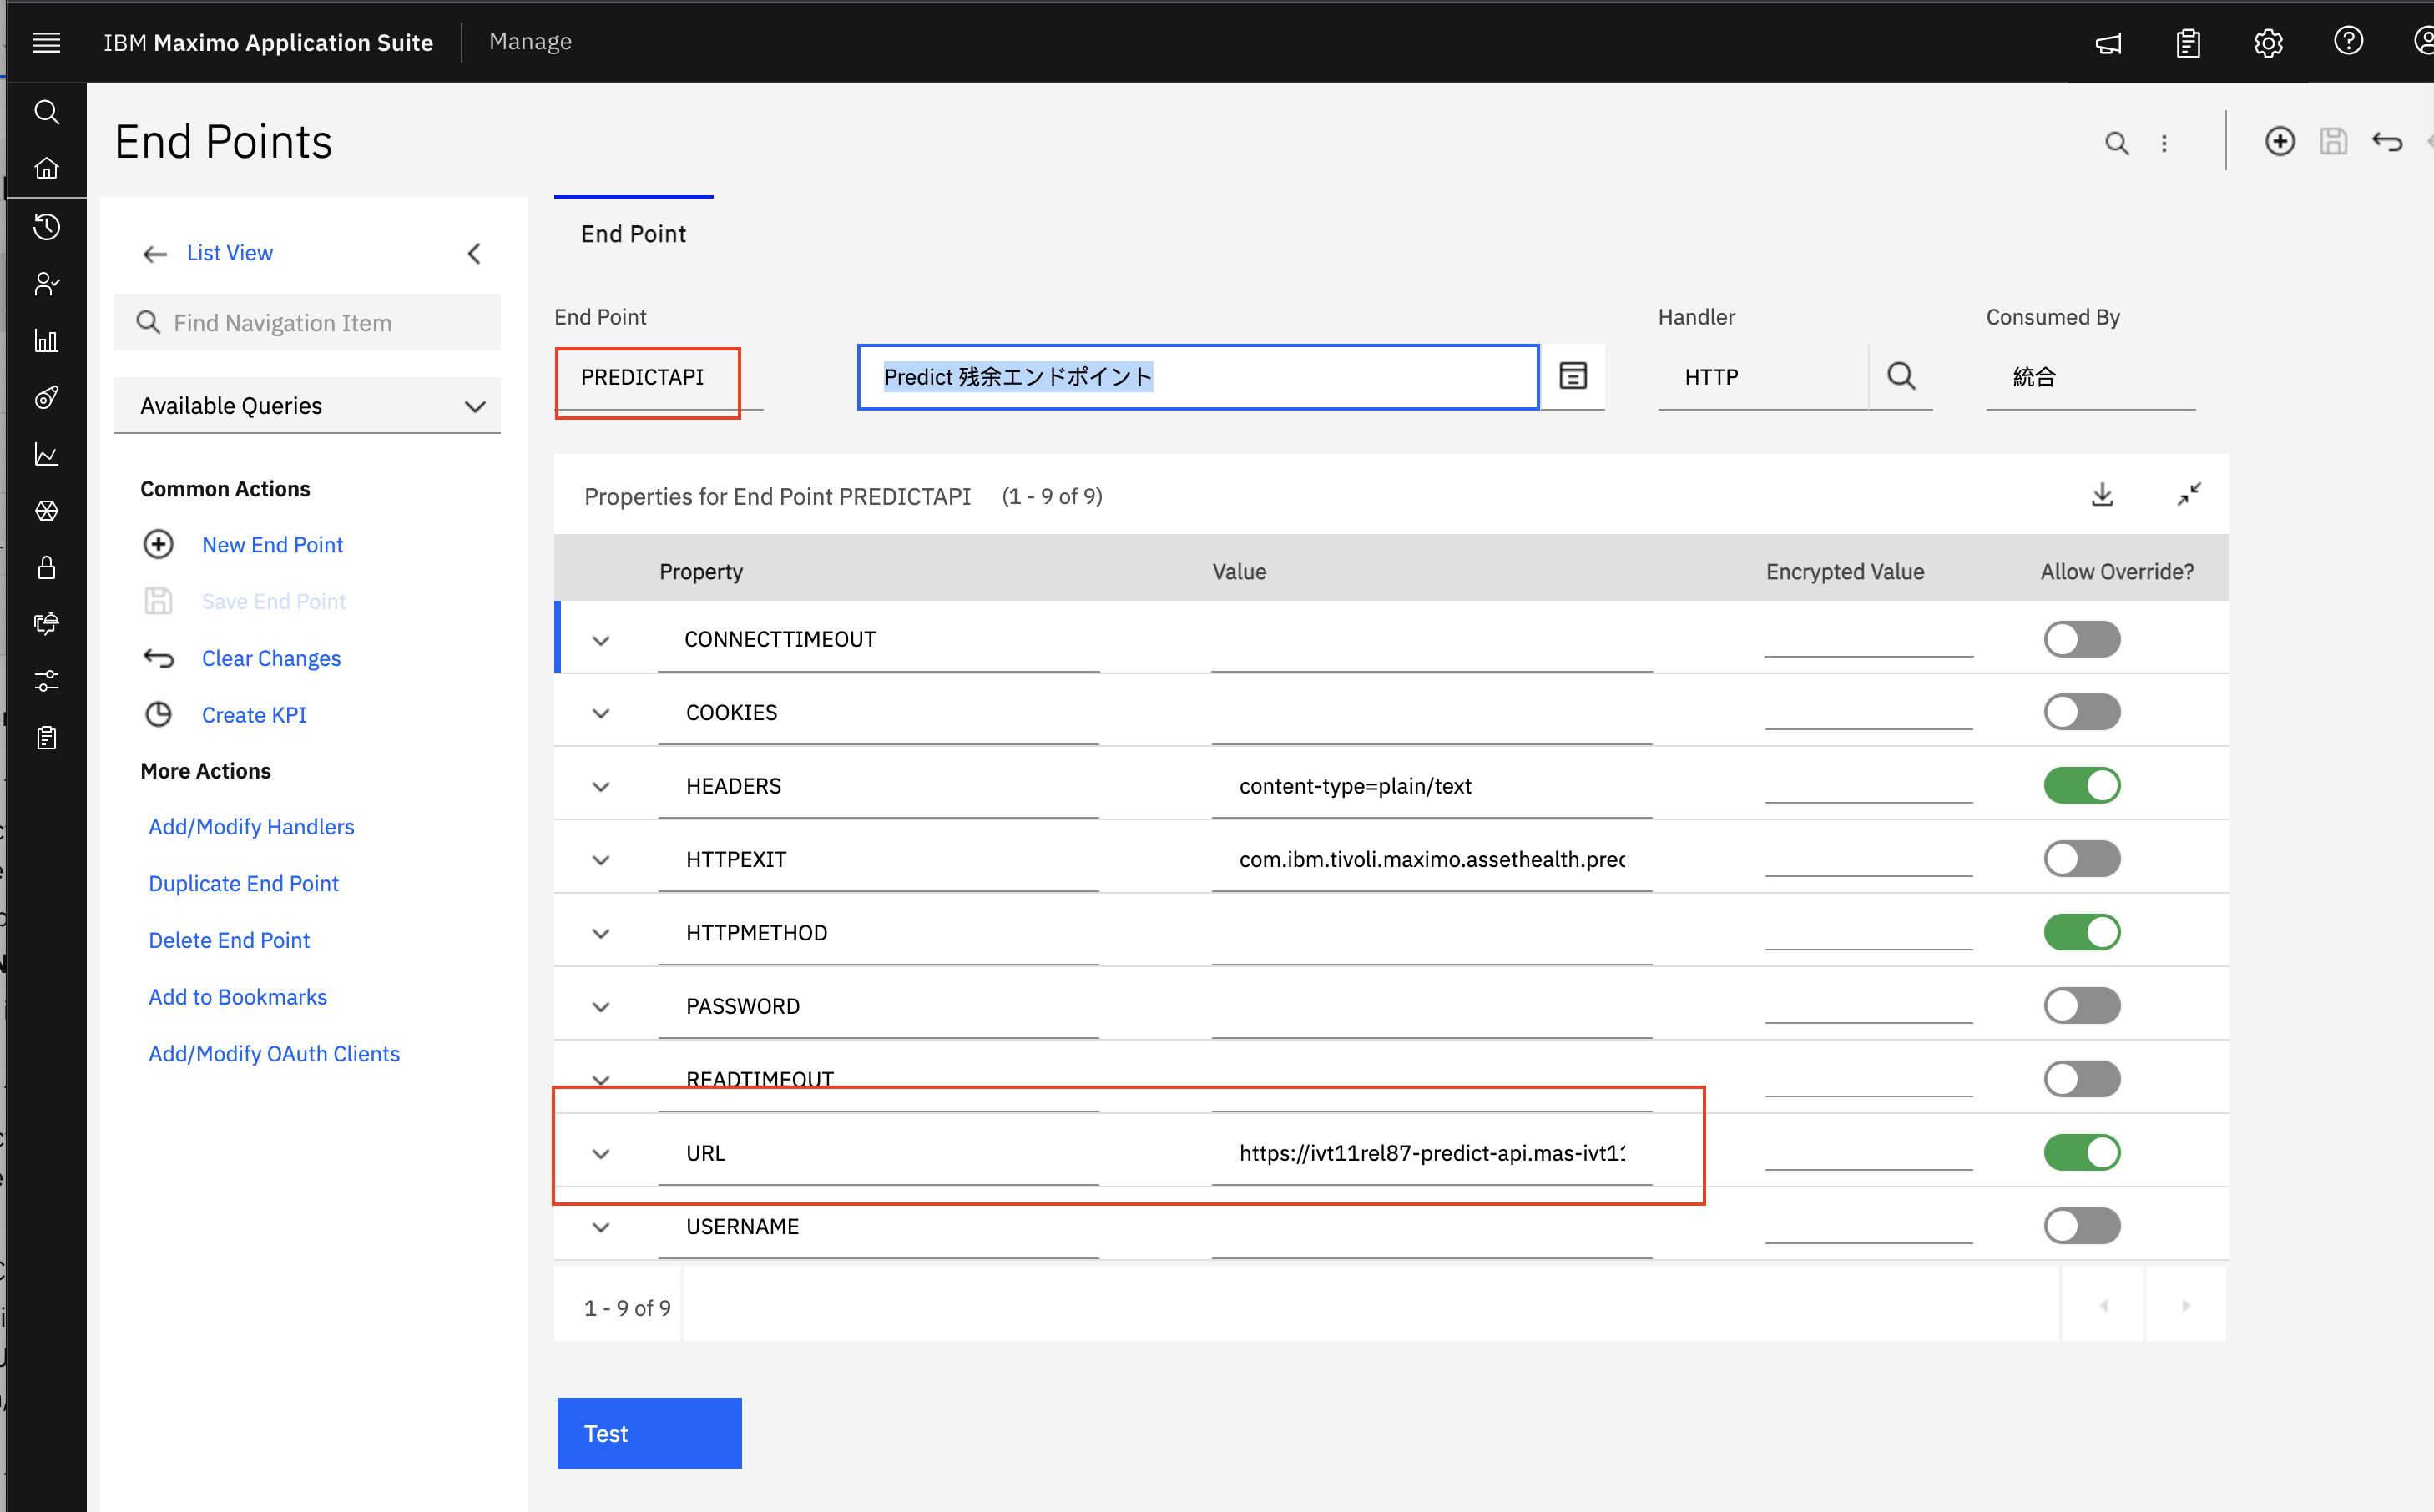 IBM Maximo Application Suite
Manage
End Points
List View
Find Navigation Item
Available Queries
Common Actions
New End Point
Save End Point
Clear Changes
Create KPI
More Actions
Add/Modify Handlers
Duplicate End Point
Delete End Point
Add to Bookmarks
Add/Modify OAuth Clients
End Point
End Point
Handler
Consumed By
PREDICTAPI
Predict 残余エンドポイント
HTTP
統合
Properties for End Point PREDICTAPI (1 - 9 of 9)
Property Value Encrypted Value Allow Override?
CONNECTTIMEOUT
COOKIES
HEADERS content-type=plain/text
HTTPEXIT com.ibm.tivoli.maximo.assethealth.prec
HTTPMETHOD
PASSWORD
READTIMEOUT
URL https://ivt11rel87-predict-api.mas-ivt11
USERNAME
1 - 9 of 9
Test